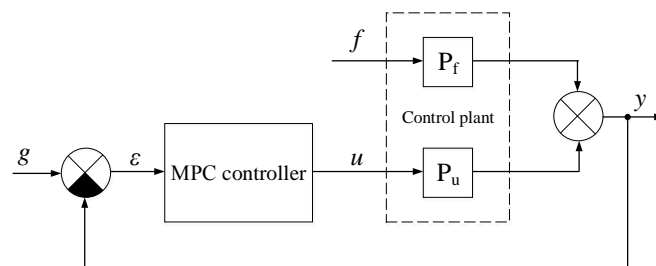 f
P_f
Control plant
y
g
ε
MPC controller
u
P_u